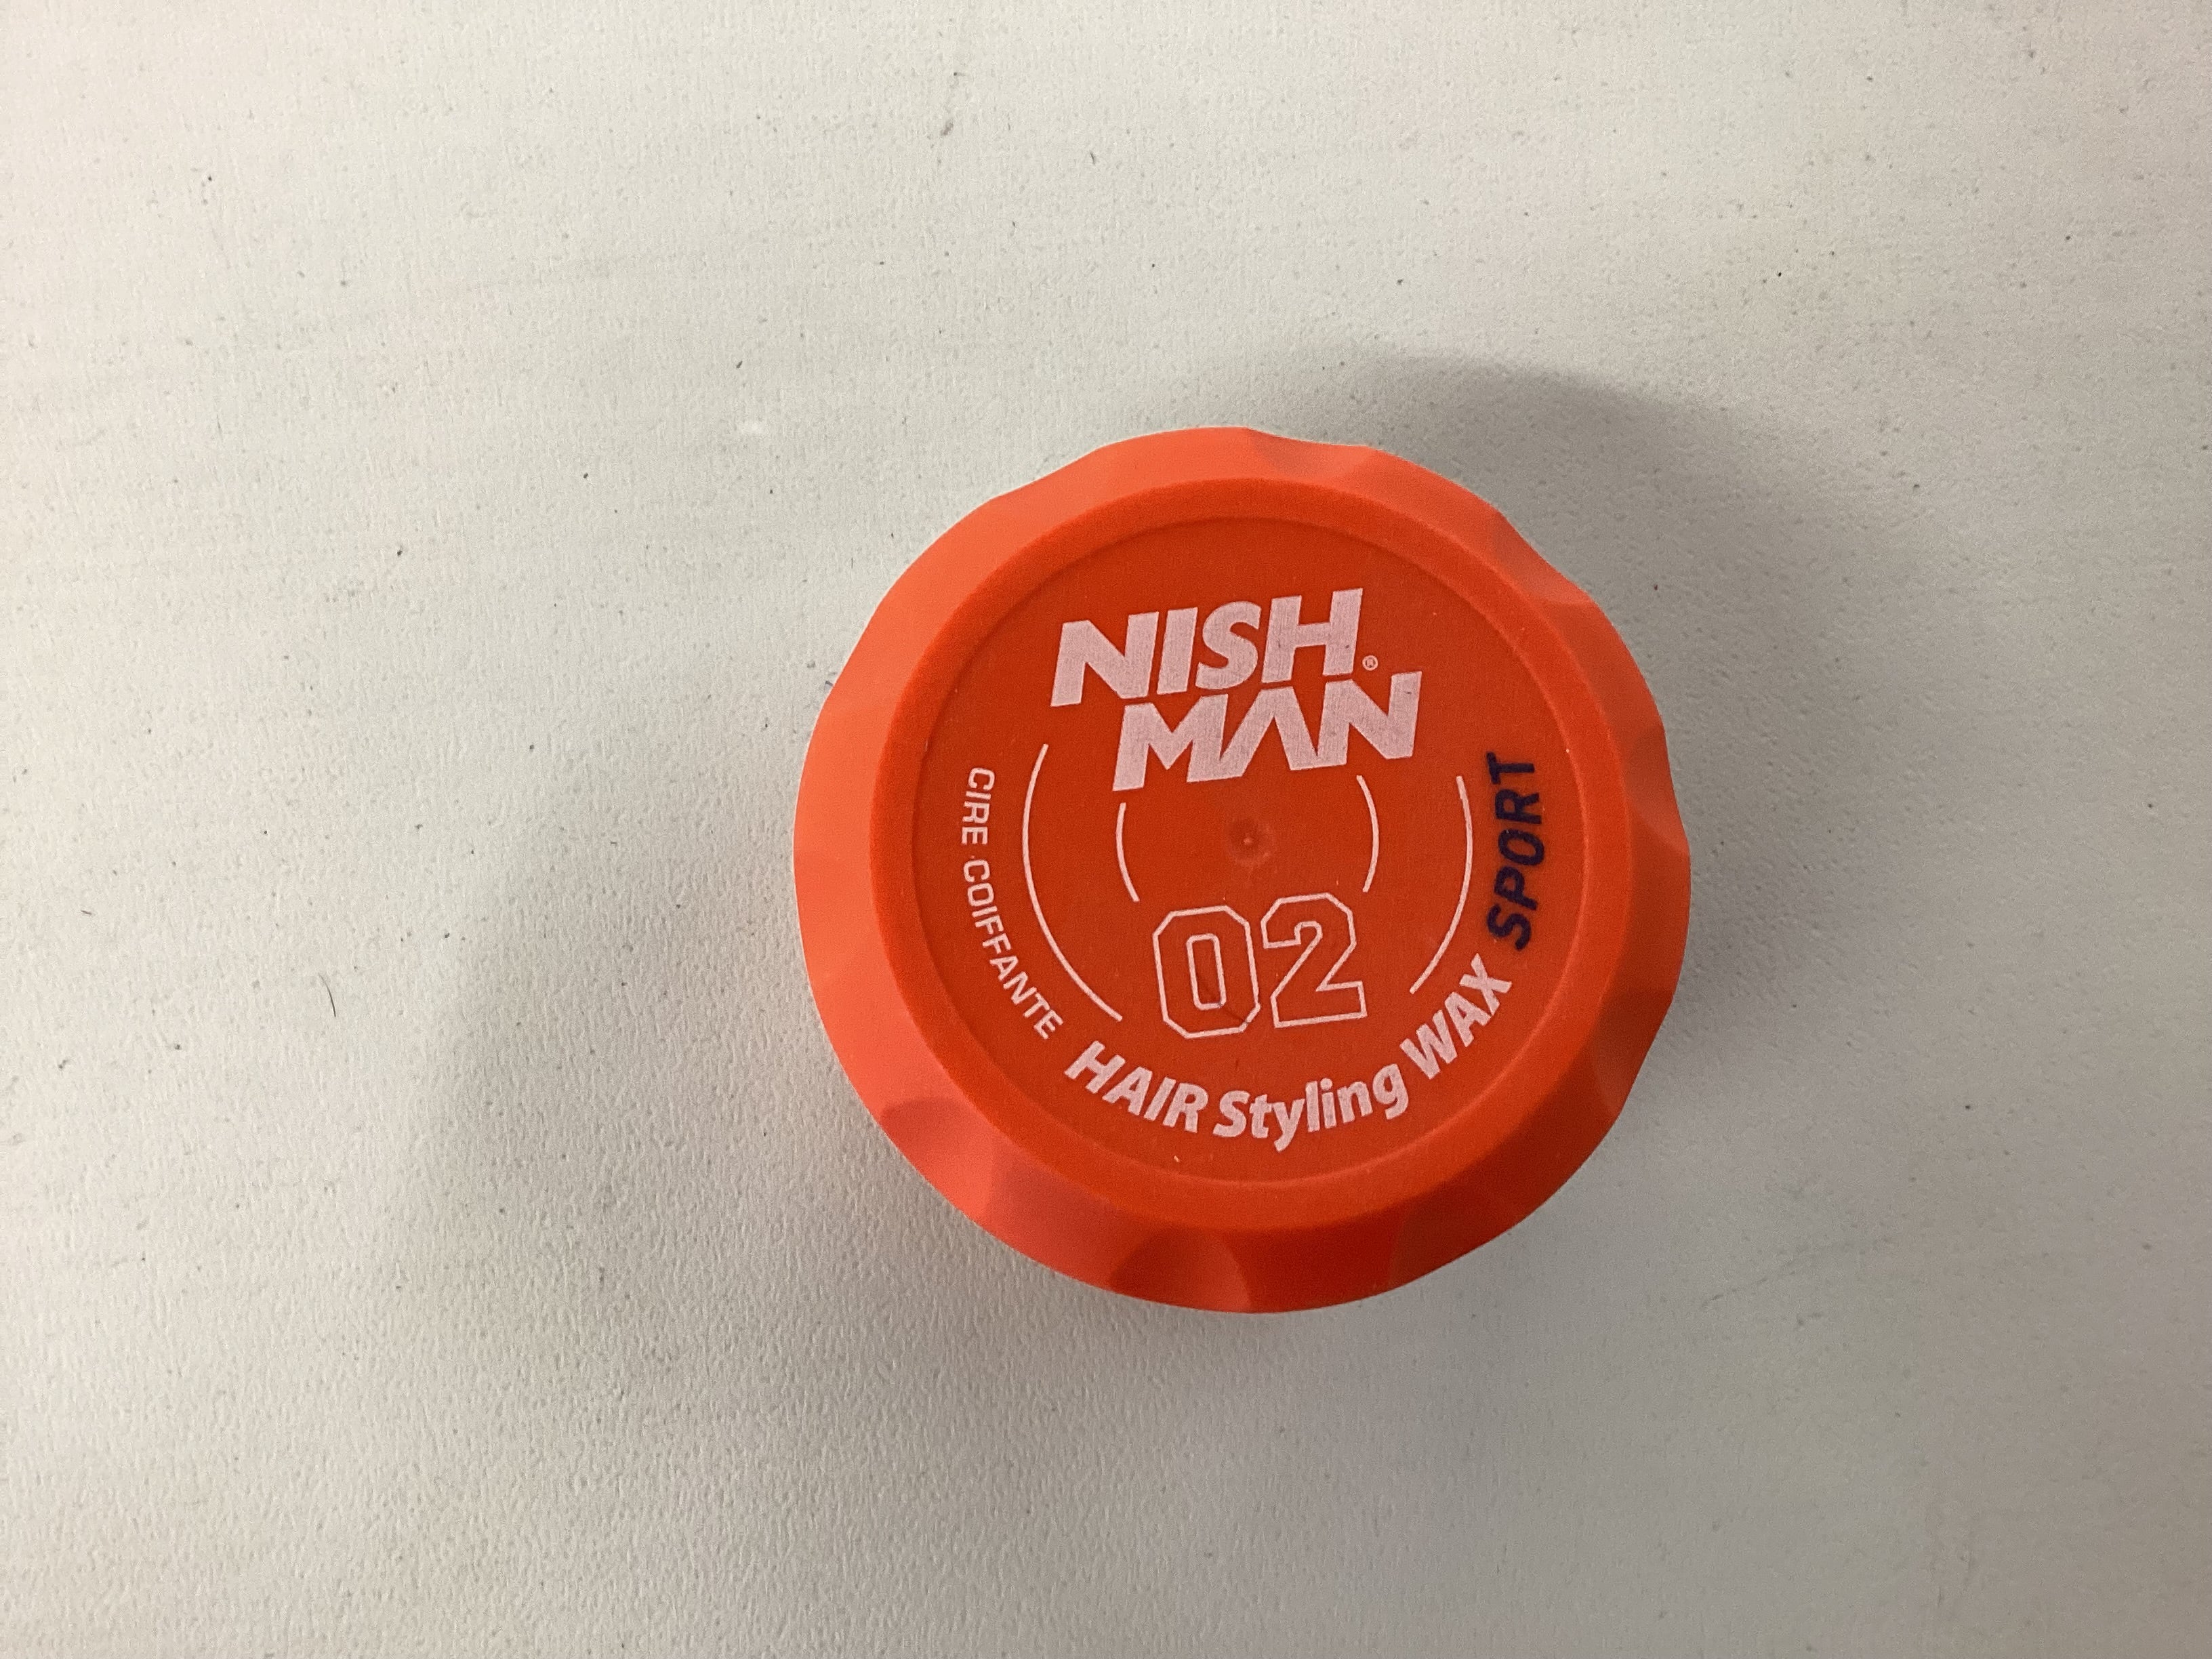 NISH®
MAN
02
CIRE COIFFANTE HAIR Styling WAX SPORT